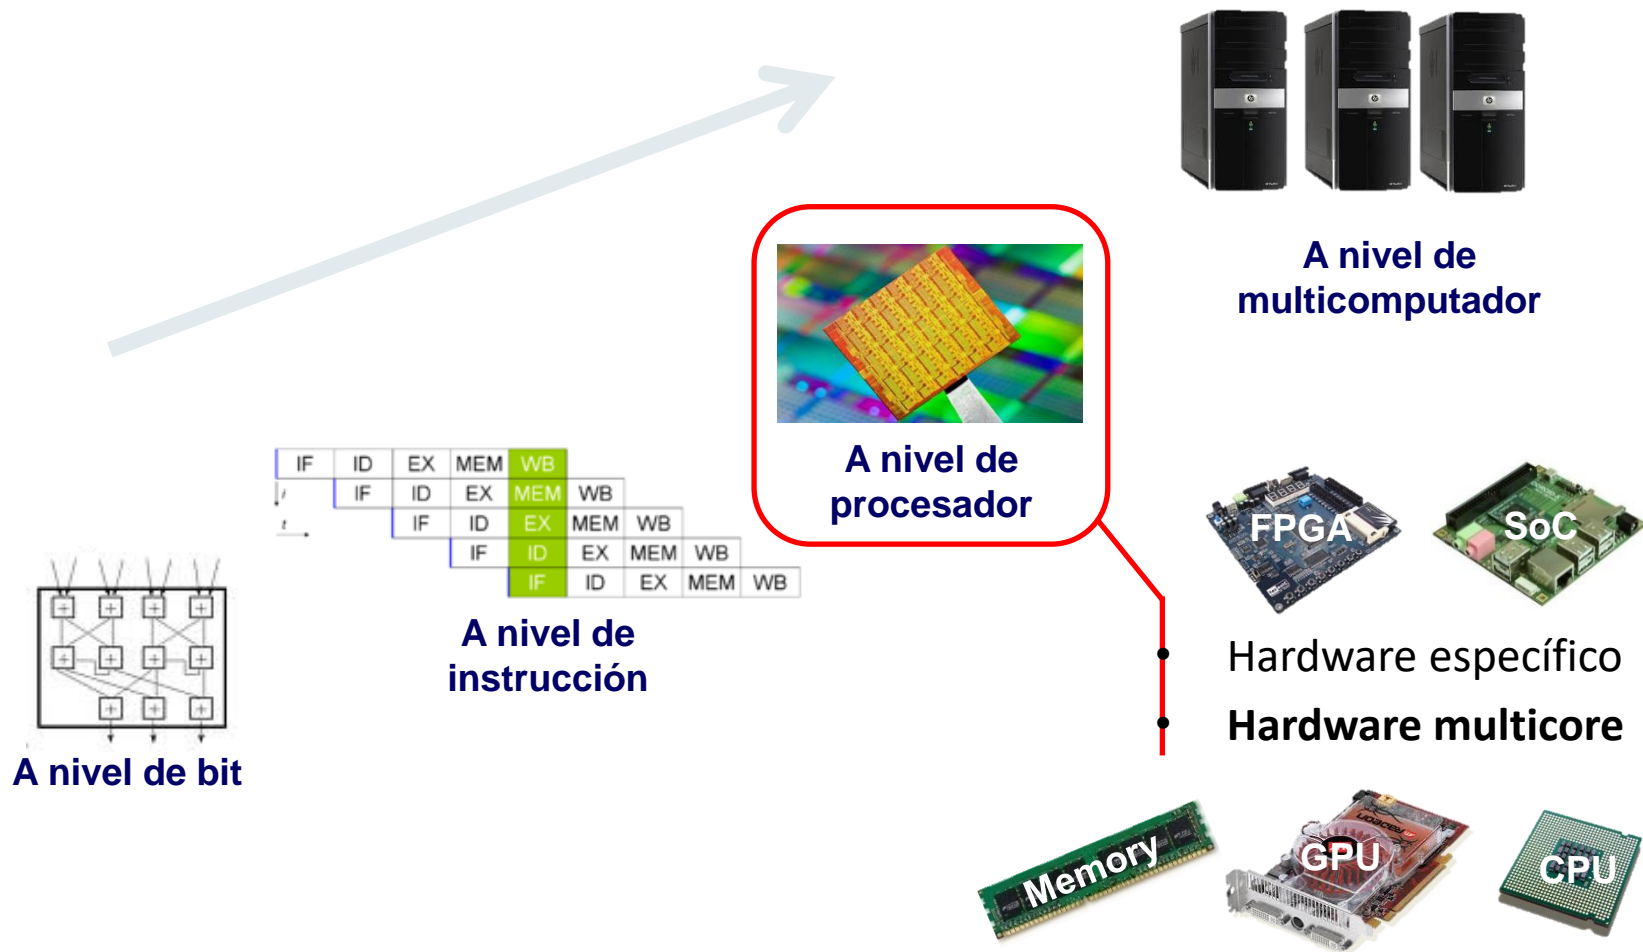 A nivel de
multicomputador
A nivel de
procesador
IF ID EX MEM WB
i IF ID EX MEM WB
t IF ID EX MEM WB
IF ID EX MEM WB
IF ID EX MEM WB
A nivel de
instrucción
+ + + +
+ + + +
+ + +
A nivel de bit
FPGA SoC
• Hardware específico
• Hardware multicore
Memory GPU CPU
RADEON